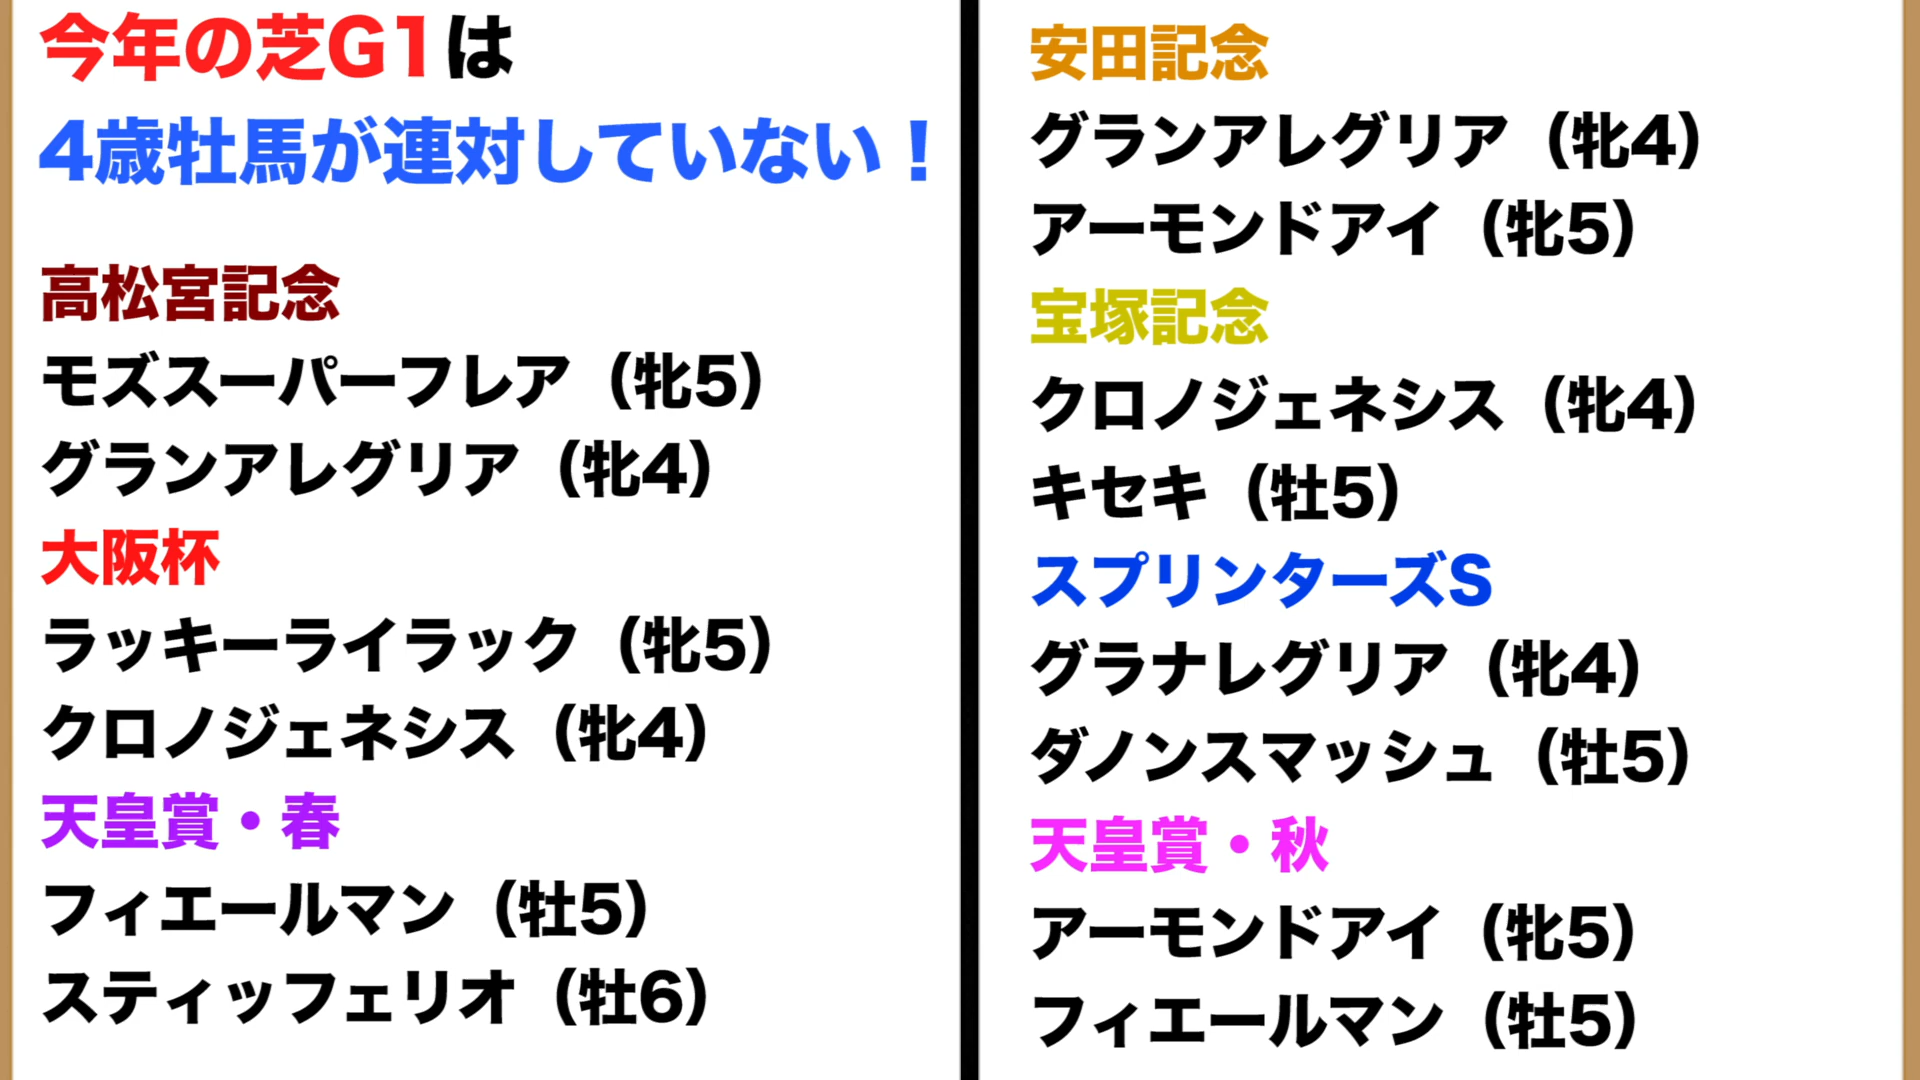 今年の芝G1は
4歳牡馬が連対していない！
高松宮記念
モズスーパーフレア（牝5）
グランアレグリア（牝4）
大阪杯
ラッキーライラック（牝5）
クロノジェネシス（牝4）
天皇賞・春
フィエールマン（牡5）
スティッフェリオ（牡6）
安田記念
グランアレグリア（牝4）
アーモンドアイ（牝5）
宝塚記念
クロノジェネシス（牝4）
キセキ（牡5）
スプリンターズS
グラナレグリア（牝4）
ダノンスマッシュ（牡5）
天皇賞・秋
アーモンドアイ（牝5）
フィエールマン（牡5）